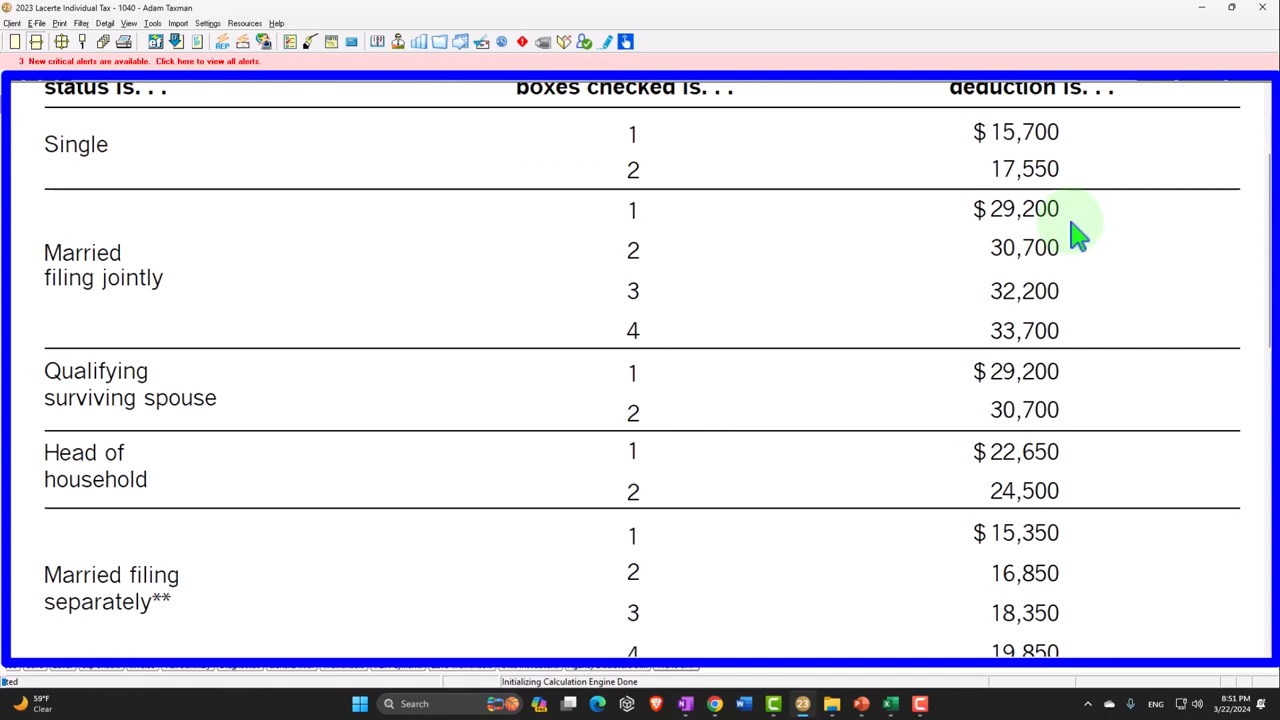 2023 Lacerte Individual Tax - 1040 - Adam Taxman
Client E-File Print Filter Detail View Tools Import Settings Resources Help
3 New critical alerts are available. Click here to view all alerts.
status is. . . boxes checked is. . . deduction is. . .
Single
1 $ 15,700
2 17,550
Married
filing jointly
1 $ 29,200
2 30,700
3 32,200
4 33,700
Qualifying
surviving spouse
1 $ 29,200
2 30,700
Head of
household
1 $ 22,650
2 24,500
Married filing
separately**
1 $ 15,350
2 16,850
3 18,350
4 19,850
Initializing Calculation Engine Done
59°F
Clear
Search
23
ENG
8:51 PM
3/22/2024